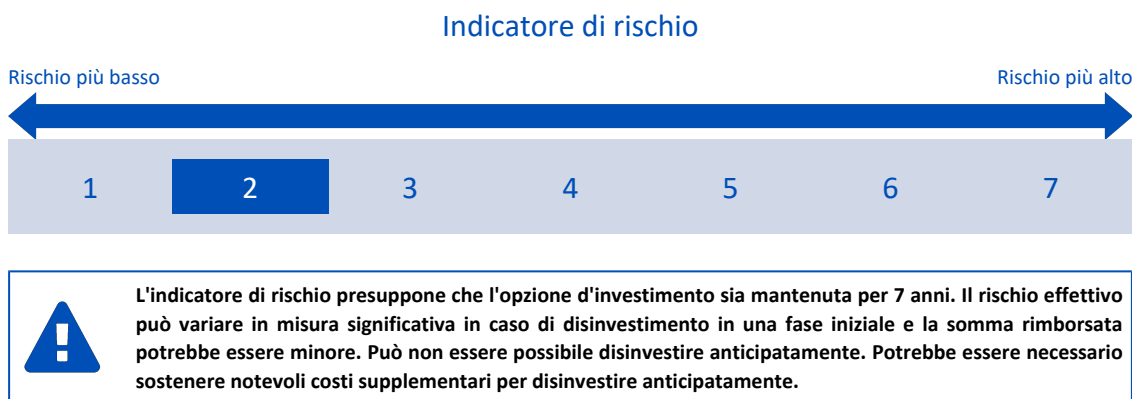 Indicatore di rischio
Rischio più basso
Rischio più alto
1 2 3 4 5 6 7
L'indicatore di rischio presuppone che l'opzione d'investimento sia mantenuta per 7 anni. Il rischio effettivo
può variare in misura significativa in caso di disinvestimento in una fase iniziale e la somma rimborsata
potrebbe essere minore. Può non essere possibile disinvestire anticipatamente. Potrebbe essere necessario
sostenere notevoli costi supplementari per disinvestire anticipatamente.